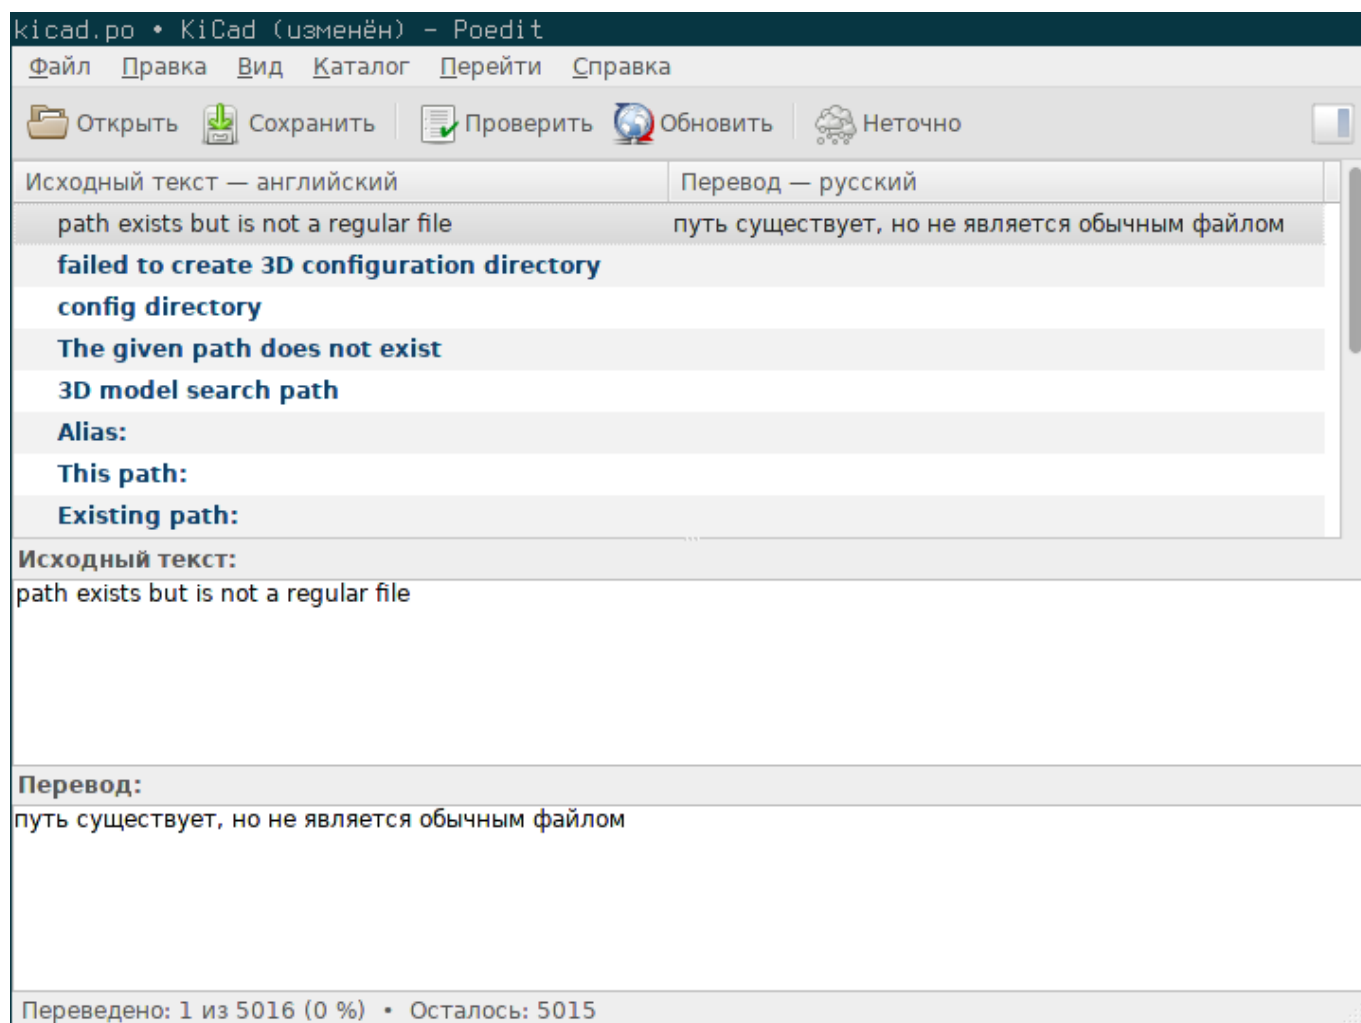 kicad.po • KiCad (изменён) – Poedit
Файл Правка Вид Каталог Перейти Справка
Открыть Сохранить Проверить Обновить Неточно
Исходный текст — английский Перевод — русский
path exists but is not a regular file путь существует, но не является обычным файлом
failed to create 3D configuration directory
config directory
The given path does not exist
3D model search path
Alias:
This path:
Existing path:
Исходный текст:
path exists but is not a regular file
Перевод:
путь существует, но не является обычным файлом
Переведено: 1 из 5016 (0 %) • Осталось: 5015